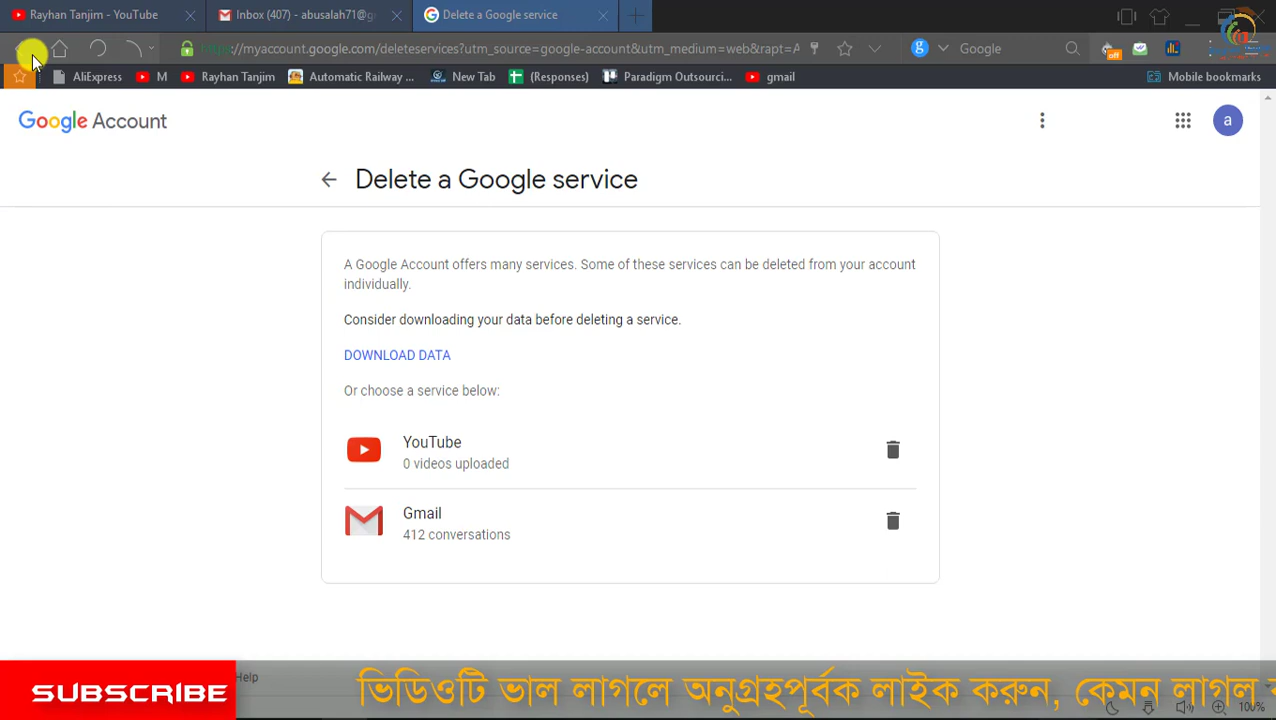 Rayhan Tanjim - YouTube
Inbox (407) - abusalah71@g
Delete a Google service
://myaccount.google.com/deleteservices?utm_source=google-account&utm_medium=web&rapt=A
Google
off
AliExpress
M
Rayhan Tanjim
Automatic Railway ...
New Tab
(Responses)
Paradigm Outsourci...
gmail
Mobile bookmarks
Google Account
a
Delete a Google service
A Google Account offers many services. Some of these services can be deleted from your account
individually.
Consider downloading your data before deleting a service.
DOWNLOAD DATA
Or choose a service below:
YouTube
0 videos uploaded
Gmail
412 conversations
Help
SUBSCRIBE
ভিডিওটি ভাল লাগলে অনুগ্রহপূর্বক লাইক করুন, কেমন লাগল
100%